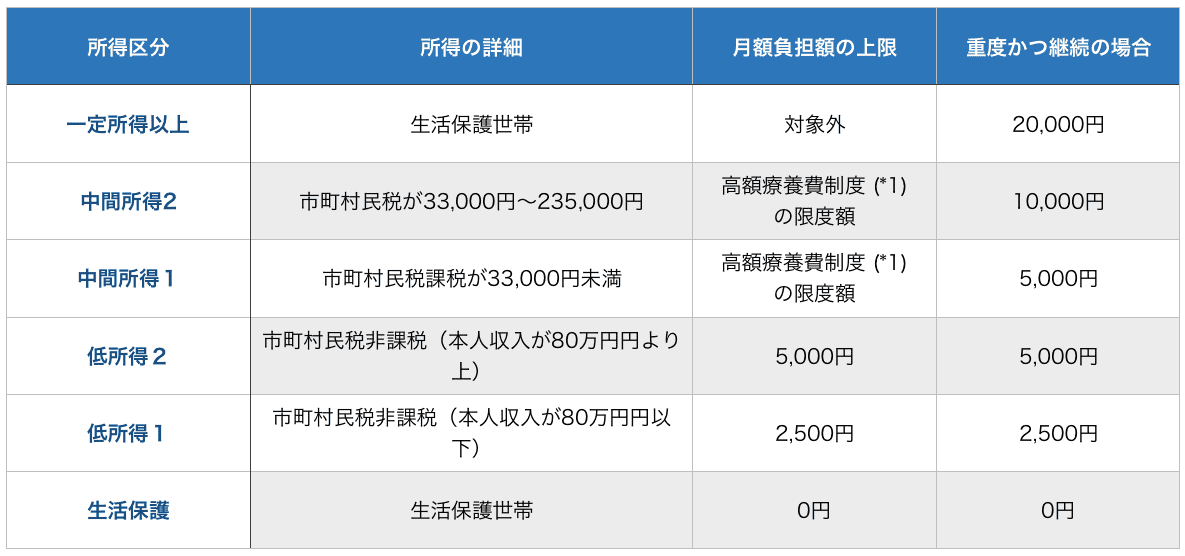 所得区分 所得の詳細 月額負担額の上限 重度かつ継続の場合
一定所得以上 生活保護世帯 対象外 20,000円
中間所得2 市町村民税が33,000円〜235,000円 高額療養費制度 (*1)
の限度額 10,000円
中間所得１ 市町村民税課税が33,000円未満 高額療養費制度 (*1)
の限度額 5,000円
低所得２ 市町村民税非課税（本人収入が80万円円より
上） 5,000円 5,000円
低所得１ 市町村民税非課税（本人収入が80万円円以
下） 2,500円 2,500円
生活保護 生活保護世帯 0円 0円